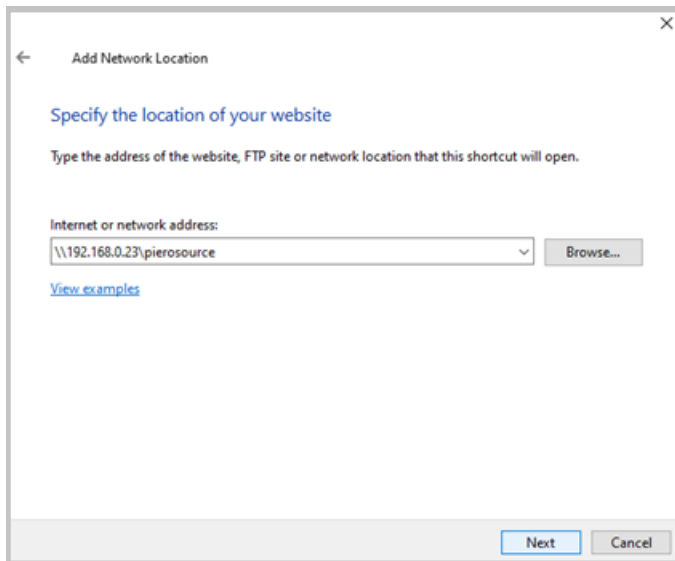 Add Network Location
Specify the location of your website
Type the address of the website, FTP site or network location that this shortcut will open.
Internet or network address:
\\192.168.0.23\pierosource
Browse...
View examples
Next
Cancel